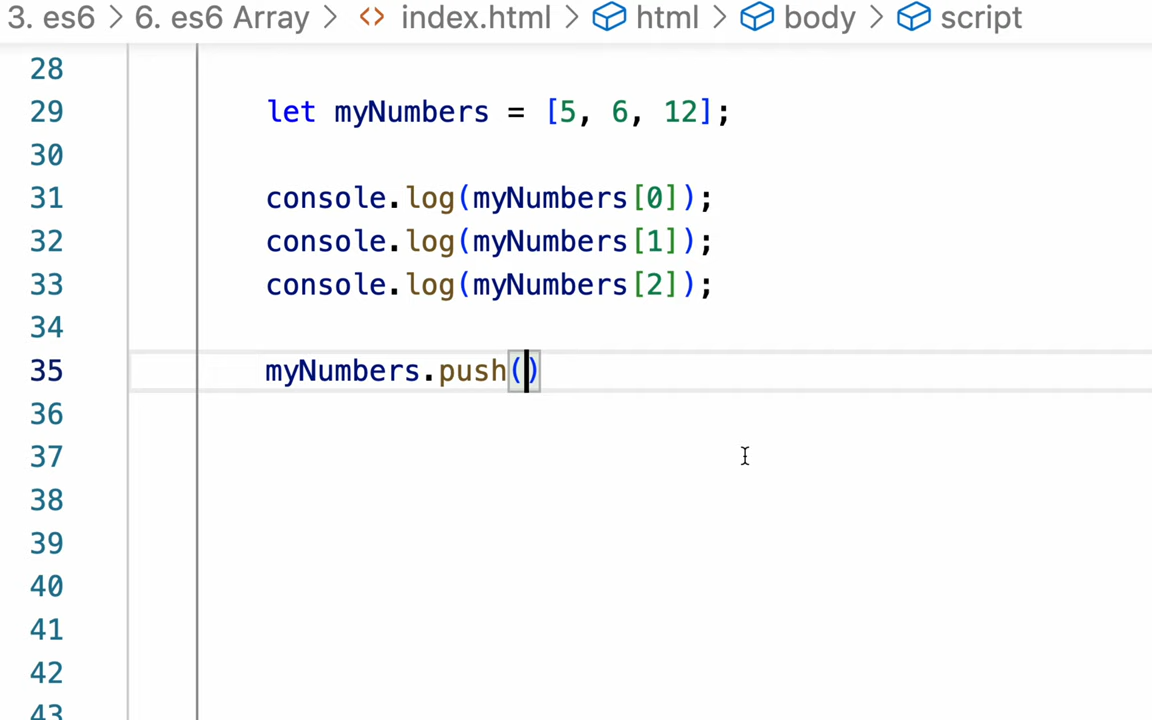 3. es6 > 6. es6 Array > <> index.html > html > body > script
28
29 let myNumbers = [5, 6, 12];
30
31 console.log(myNumbers[0]);
32 console.log(myNumbers[1]);
33 console.log(myNumbers[2]);
34
35 myNumbers.push()
36
37
38
39
40
41
42
43